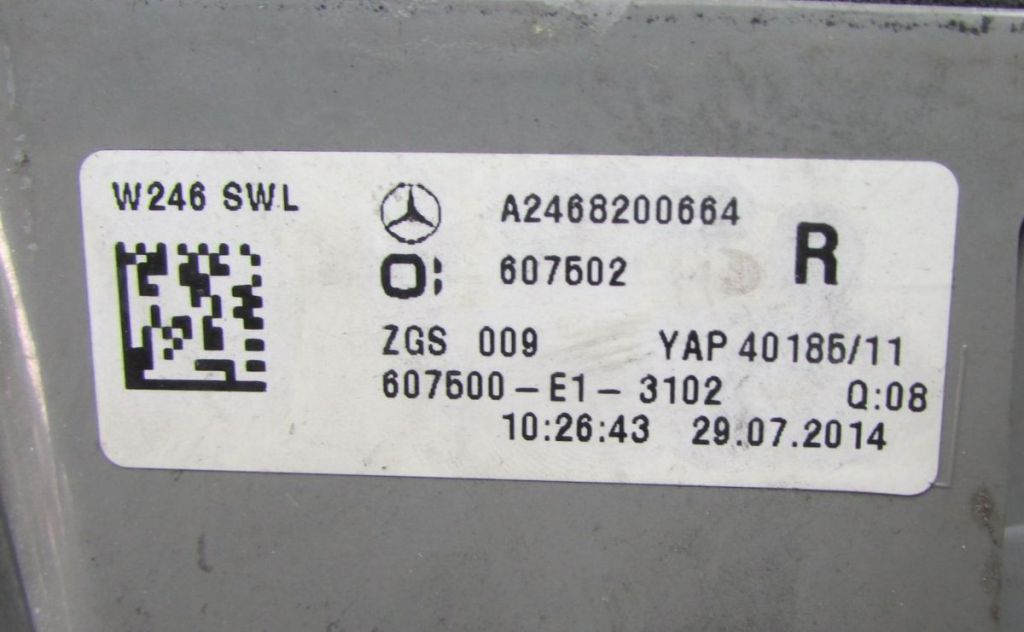 W246 SWL
A2468200664
607502
R
ZGS 009 YAP 40185/11
607500-E1-3102 Q:08
10:26:43 29.07.2014